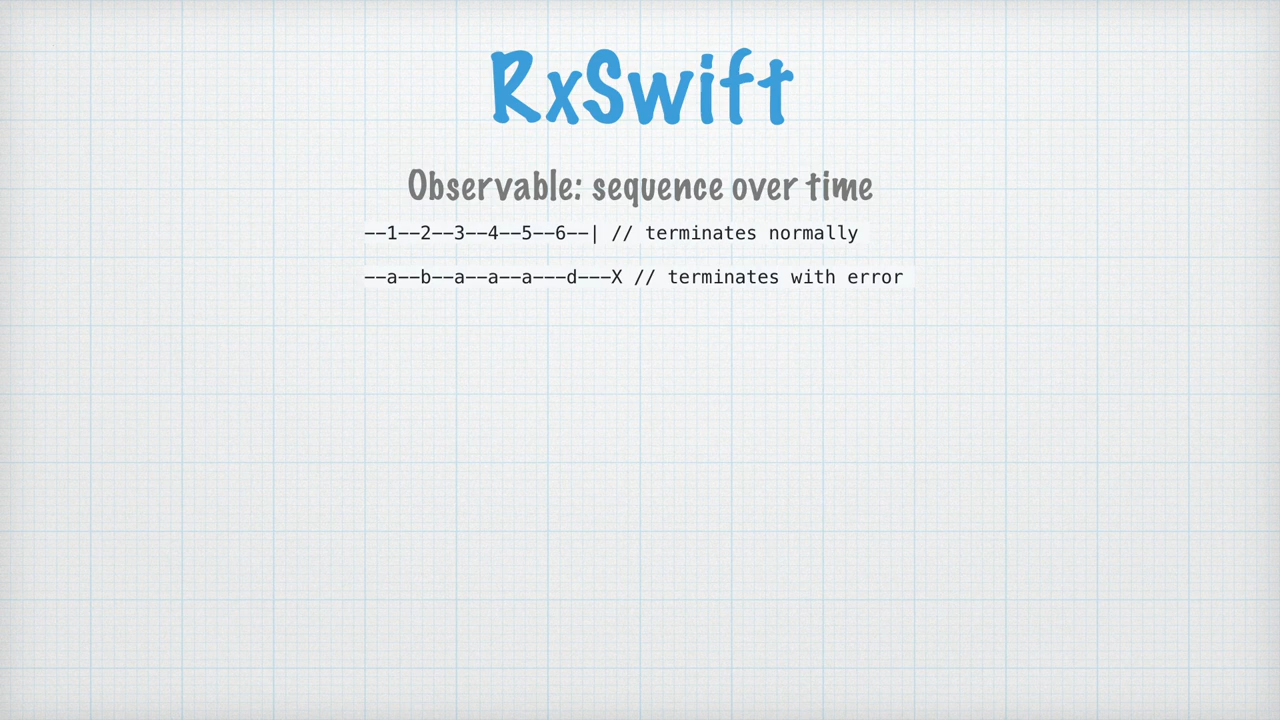 RxSwift
Observable: sequence over time
--1--2--3--4--5--6--| // terminates normally
--a--b--a--a--a---d---X // terminates with error